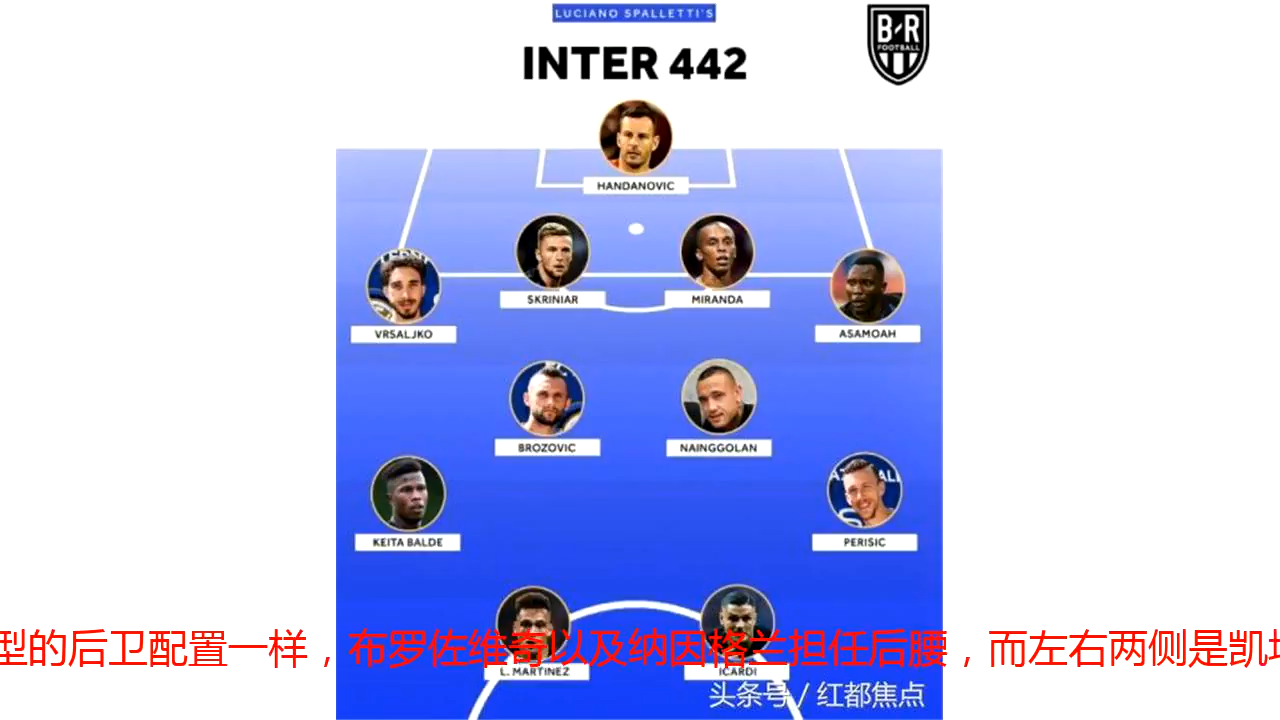 LUCIANO SPALLETTI'S
INTER 442
B/R
FOOTBALL
HANDANOVIC
SKRINIAR
MIRANDA
VRSALJKO
ASAMOAH
BROZOVIC
NAINGGOLAN
KEITA BALDE
PERISIC
型的后卫配置一样，布罗佐维奇以及纳因格兰担任后腰，而左右两侧是凯
L. MARTINEZ
ICARDI
头条号 / 红都焦点